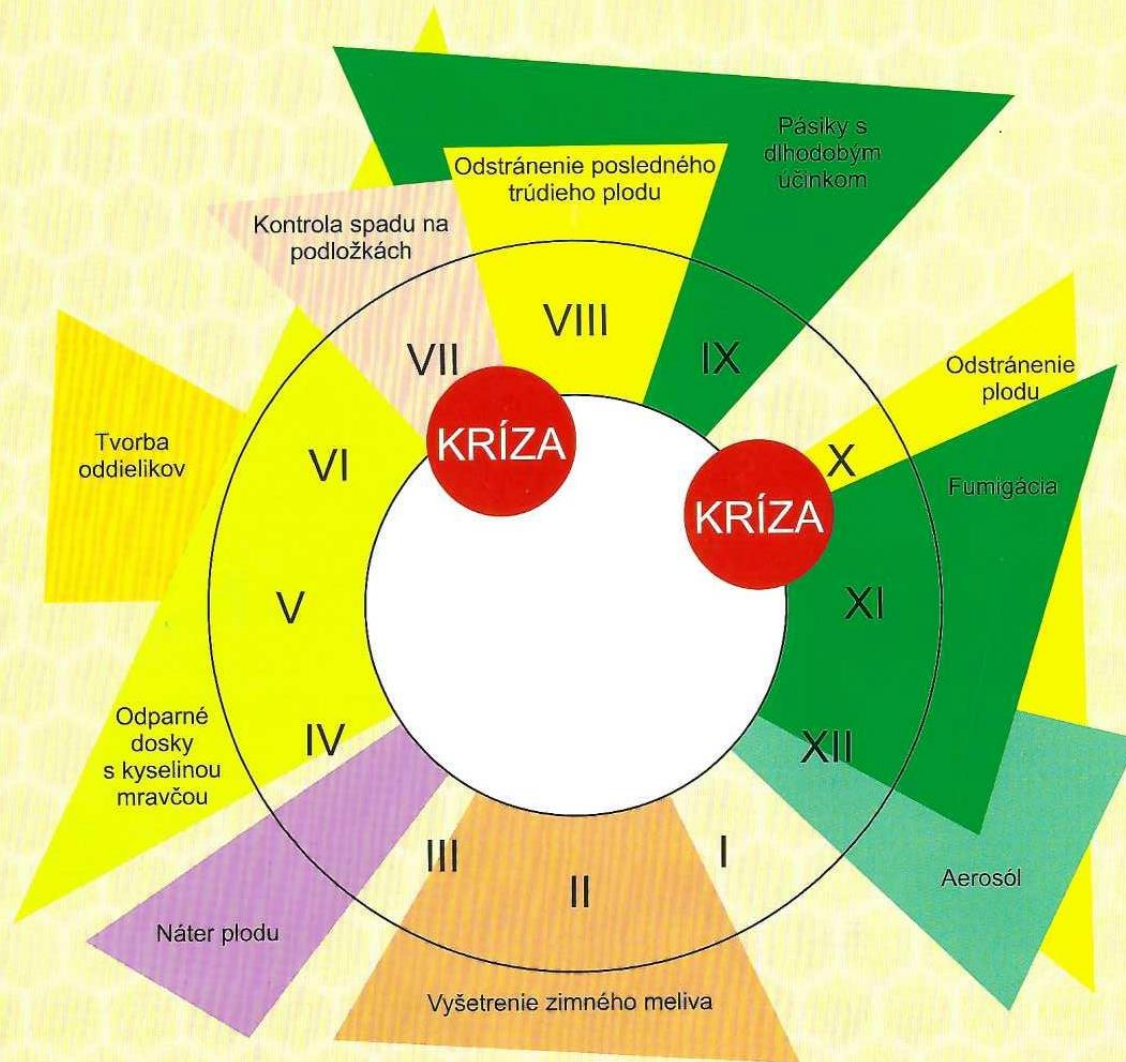 Pásiky s
dlhodobým
účinkom
Odstránenie posledného
trúdieho plodu
Kontrola spadu na
podložkách
VIII
VII
IX
Odstránenie
plodu
KRÍZA
Tvorba
oddielikov
VI
X
Fumigácia
KRÍZA
V
XI
Odparné
dosky
s kyselinou
mravčou
IV
XII
III
I
II
Aerosól
Náter plodu
Vyšetrenie zimného meliva